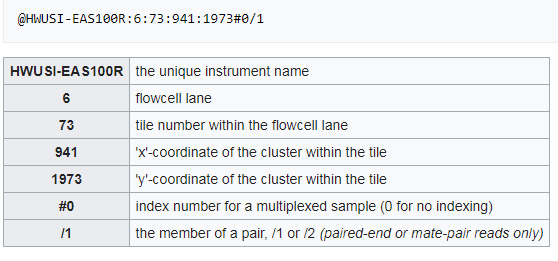 @HWUSI-EAS100R:6:73:941:1973#0/1
HWUSI-EAS100R the unique instrument name
6 flowcell lane
73 tile number within the flowcell lane
941 'x'-coordinate of the cluster within the tile
1973 'y'-coordinate of the cluster within the tile
#0 index number for a multiplexed sample (0 for no indexing)
/1 the member of a pair, /1 or /2 (paired-end or mate-pair reads only)